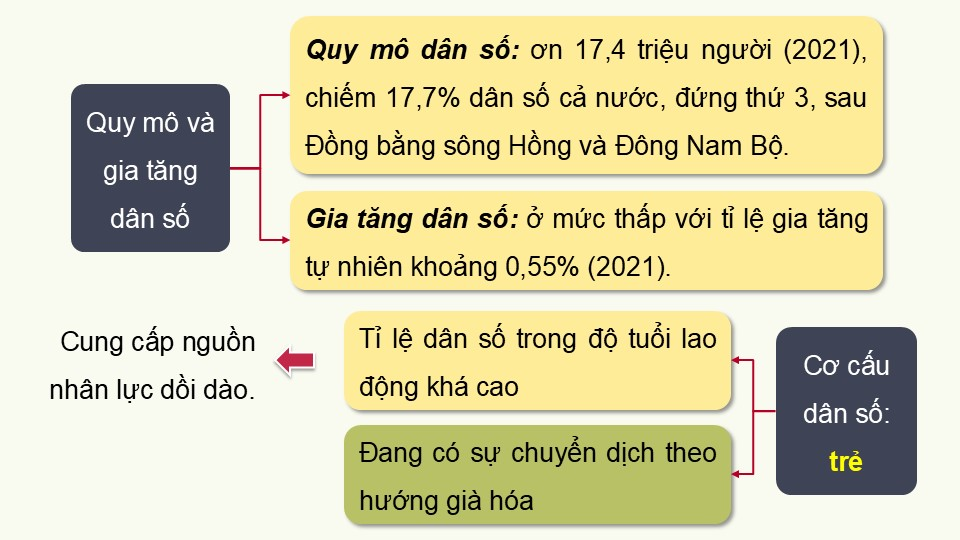 Quy mô và
gia tăng
dân số
Quy mô dân số: ơn 17,4 triệu người (2021),
chiếm 17,7% dân số cả nước, đứng thứ 3, sau
Đồng bằng sông Hồng và Đông Nam Bộ.
Gia tăng dân số: ở mức thấp với tỉ lệ gia tăng
tự nhiên khoảng 0,55% (2021).
Cung cấp nguồn
nhân lực dồi dào.
Tỉ lệ dân số trong độ tuổi lao
động khá cao
Đang có sự chuyển dịch theo
hướng già hóa
Cơ cấu
dân số:
trẻ